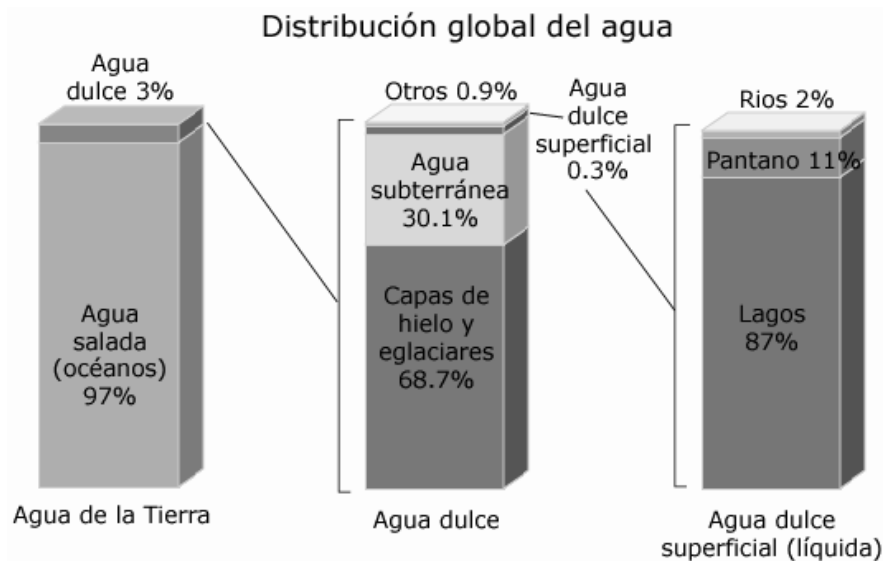 Distribución global del agua
Agua
dulce 3%
Agua
salada
(océanos)
97%
Agua de la Tierra
Otros 0.9%
Agua
subterránea
30.1%
Capas de
hielo y
eglaciares
68.7%
Agua dulce
Agua
dulce
superficial
0.3%
Rios 2%
Pantano 11%
Lagos
87%
Agua dulce
superficial (líquida)